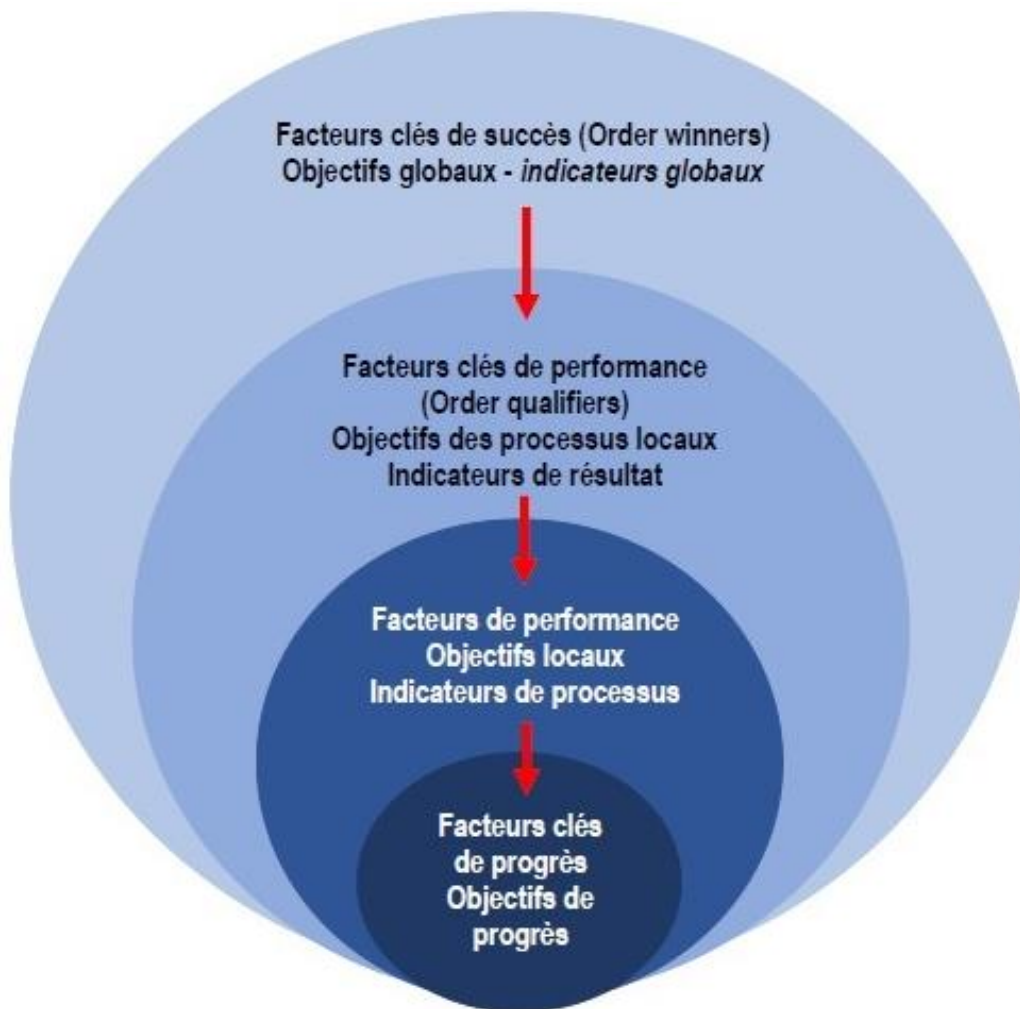 Facteurs clés de succès (Order winners)
Objectifs globaux - indicateurs globaux
Facteurs clés de performance
(Order qualifiers)
Objectifs des processus locaux
Indicateurs de résultat
Facteurs de performance
Objectifs locaux
Indicateurs de processus
Facteurs clés
de progrès
Objectifs de
progrès